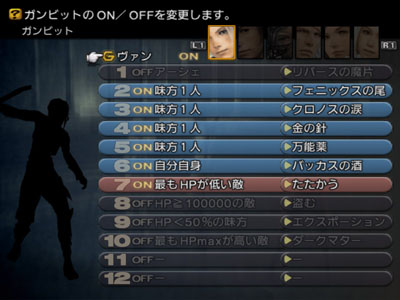 ガンビットのON／OFFを変更します。
ガンビット
L1 R1
G ヴァン ON
1 OFF アーシェ リバースの魔片
2 ON 味方1人 フェニックスの尾
3 ON 味方1人 クロノスの涙
4 ON 味方1人 金の針
5 ON 味方1人 万能薬
6 ON 自分自身 バッカスの酒
7 ON 最もHPが低い敵 たたかう
8 OFF HP≧100000の敵 盗む
9 OFF HP＜50％の味方 エクスポーション
10 OFF 最もHPmaxが高い敵 ダークマター
11 OFF ー ー
12 OFF ー ー